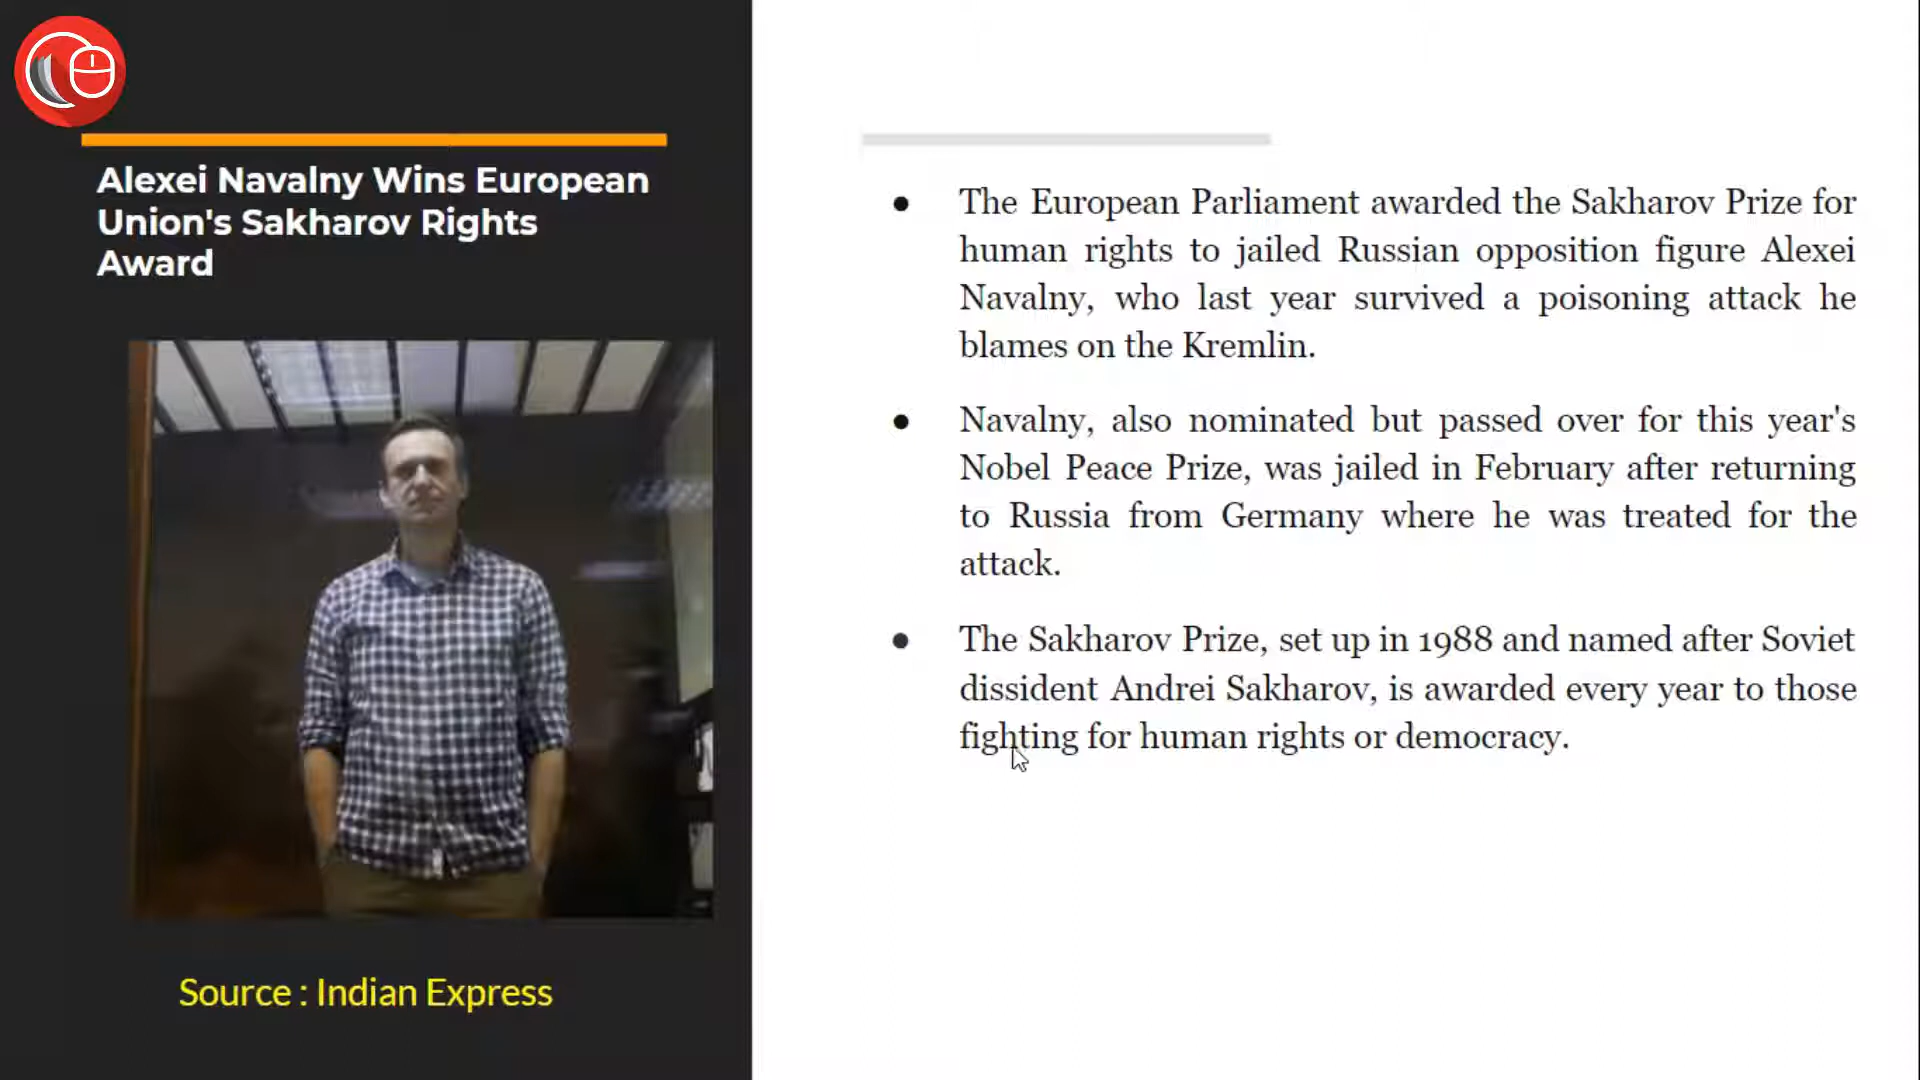 Alexei Navalny Wins European
Union's Sakharov Rights
Award
Source : Indian Express
● The European Parliament awarded the Sakharov Prize for
human rights to jailed Russian opposition figure Alexei
Navalny, who last year survived a poisoning attack he
blames on the Kremlin.
● Navalny, also nominated but passed over for this year's
Nobel Peace Prize, was jailed in February after returning
to Russia from Germany where he was treated for the
attack.
● The Sakharov Prize, set up in 1988 and named after Soviet
dissident Andrei Sakharov, is awarded every year to those
fighting for human rights or democracy.